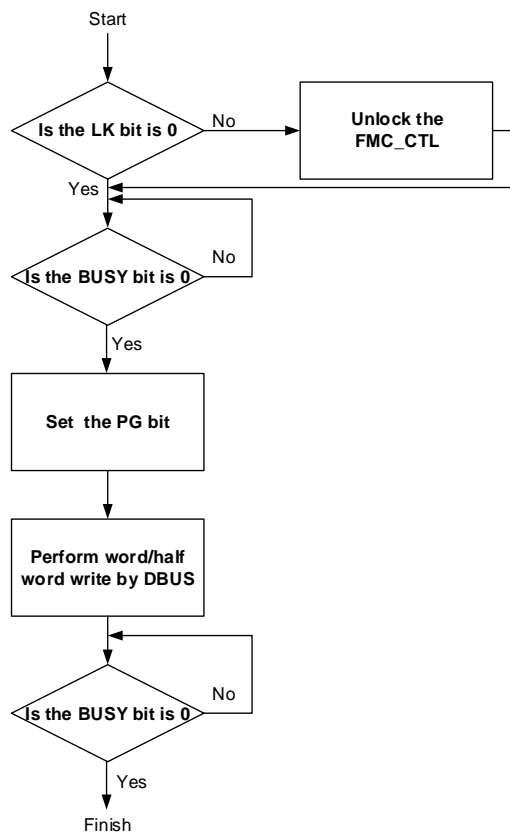 Start
Is the LK bit is 0
No
Unlock the
FMC_CTL
Yes
No
Is the BUSY bit is 0
Yes
Set the PG bit
Perform word/half
word write by DBUS
No
Is the BUSY bit is 0
Yes
Finish